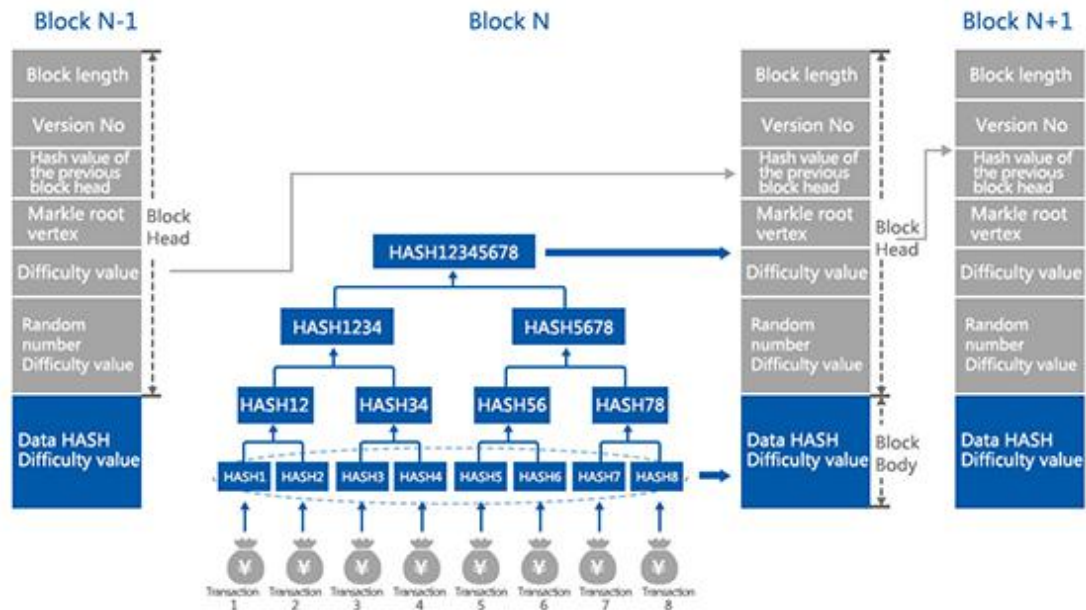 Block N-1
Block N
Block N+1
Block length
Version No
Hash value of
the previous
block head
Markle root
vertex
Difficulty value
Random
number
Difficulty value
Data HASH
Difficulty value
Block
Head
HASH12345678
HASH1234
HASH5678
HASH12
HASH34
HASH56
HASH78
HASH1
HASH2
HASH3
HASH4
HASH5
HASH6
HASH7
HASH8
¥
¥
¥
¥
¥
¥
¥
¥
Transaction
1
Transaction
2
Transaction
3
Transaction
4
Transaction
5
Transaction
6
Transaction
7
Transaction
8
Block length
Version No
Hash value of
the previous
block head
Markle root
vertex
Difficulty value
Random
number
Difficulty value
Data HASH
Difficulty value
Block
Head
Block
Body
Block length
Version No
Hash value of
the previous
block head
Markle root
vertex
Difficulty value
Random
number
Difficulty value
Data HASH
Difficulty value